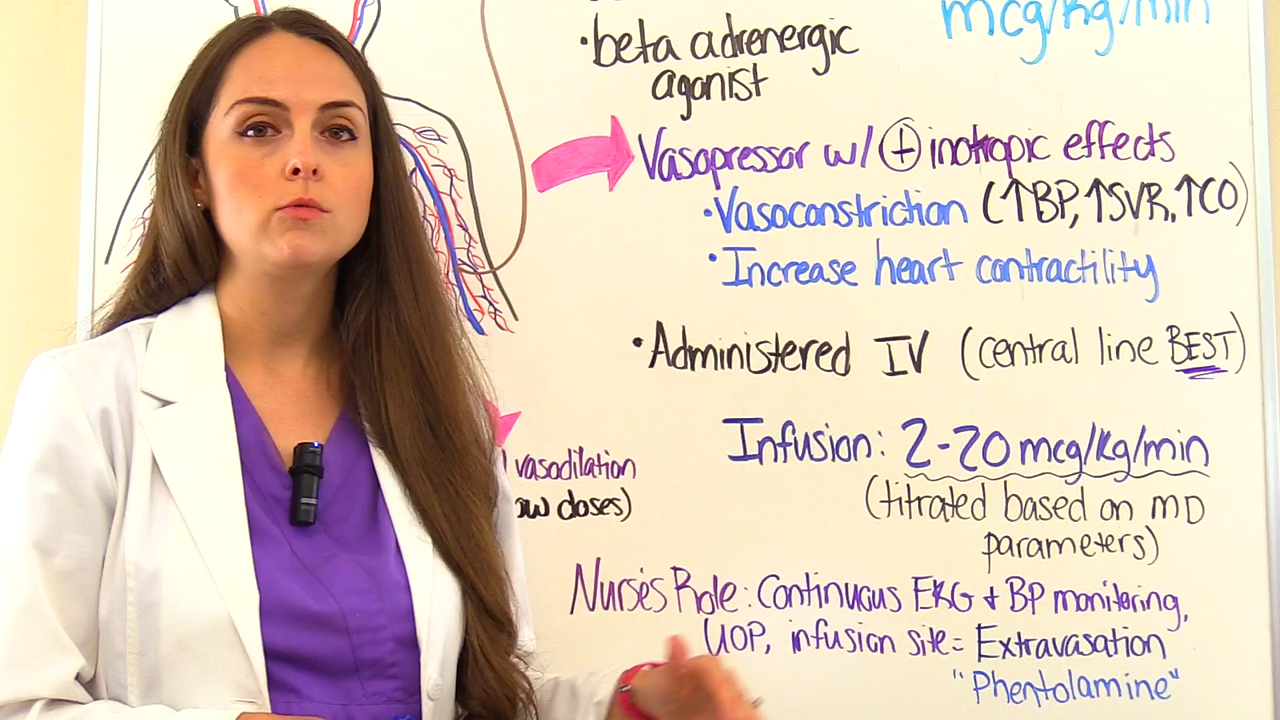 mcg/kg/min
•beta adrenergic
agonist
Vasopressor w/ (+) inotropic effects
•Vasoconstriction (↑BP, ↑SVR, ↑CO)
•Increase heart contractility
•Administered IV (central line BEST)
Infusion: 2-20 mcg/kg/min
(titrated based on MD
parameters)
vasodilation
doses)
Nurse's Role: Continuous EKG + BP monitering,
UOP, infusion site = Extravasation
"Phentolamine"